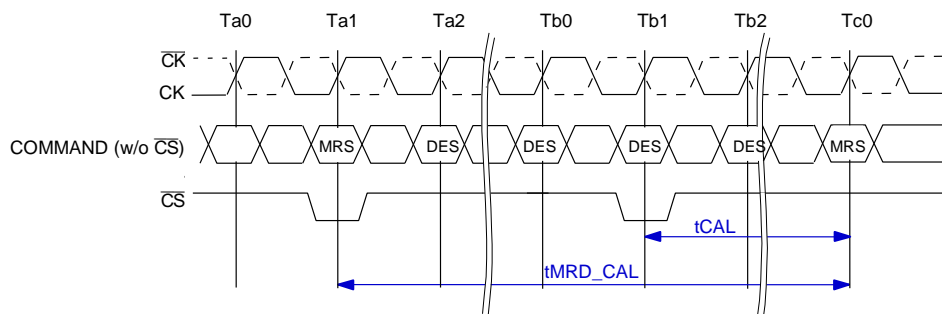 Ta0 Ta1 Ta2 Tb0 Tb1 Tb2 Tc0
CK
CK
COMMAND (w/o CS) MRS DES DES DES DES MRS
CS
tCAL
tMRD_CAL